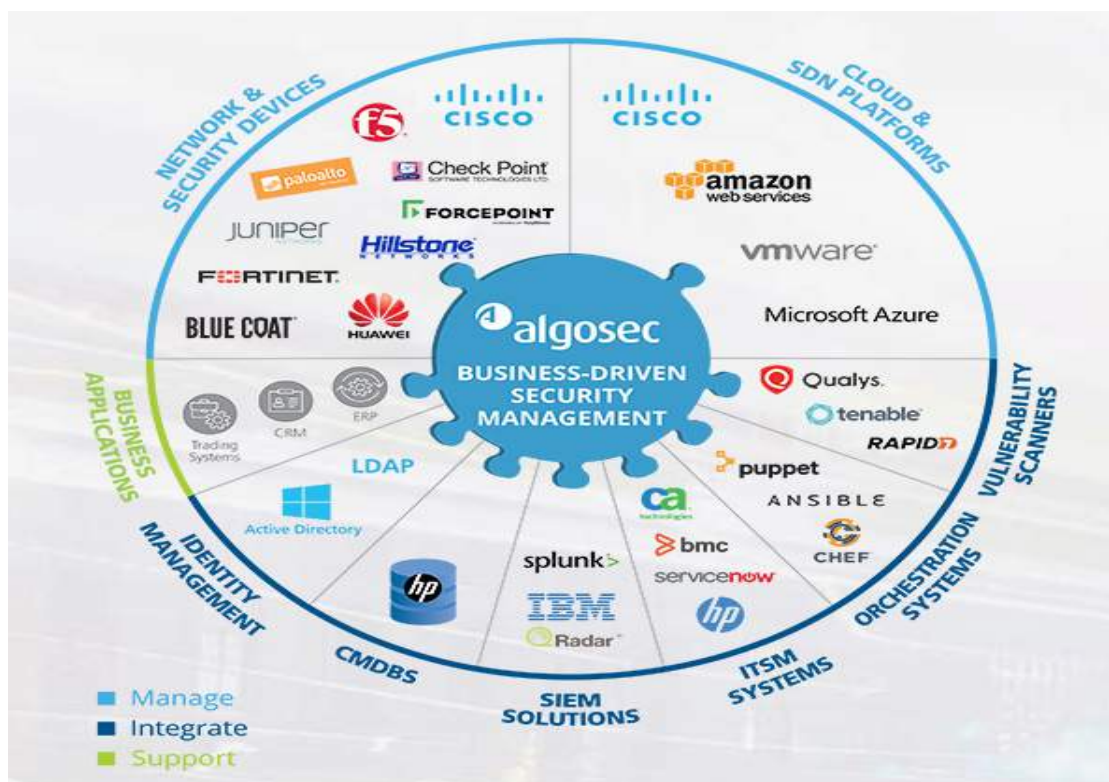 NETWORK &
SECURITY DEVICES
f5
CISCO
paloalto
Check Point
SOFTWARE TECHNOLOGIES LTD.
JUNIPER
NETWORKS
FORCEPOINT
Hillstone
NETWORKS
FORTINET
BLUE COAT
HUAWEI
CLOUD &
SDN PLATFORMS
CISCO
amazon
web services
vmware
Microsoft Azure
algosec
BUSINESS-DRIVEN
SECURITY
MANAGEMENT
BUSINESS
APPLICATIONS
Trading
Systems
CRM
ERP
VULNERABILITY
SCANNERS
Qualys.
tenable
RAPID7
IDENTITY
MANAGEMENT
LDAP
Active Directory
CMDBS
hp
SIEM
SOLUTIONS
splunk>
IBM
QRadar
ITSM
SYSTEMS
ca
technologies
bmc
servicenow
hp
ORCHESTRATION
SYSTEMS
puppet
ANSIBLE
CHEF
Manage
Integrate
Support